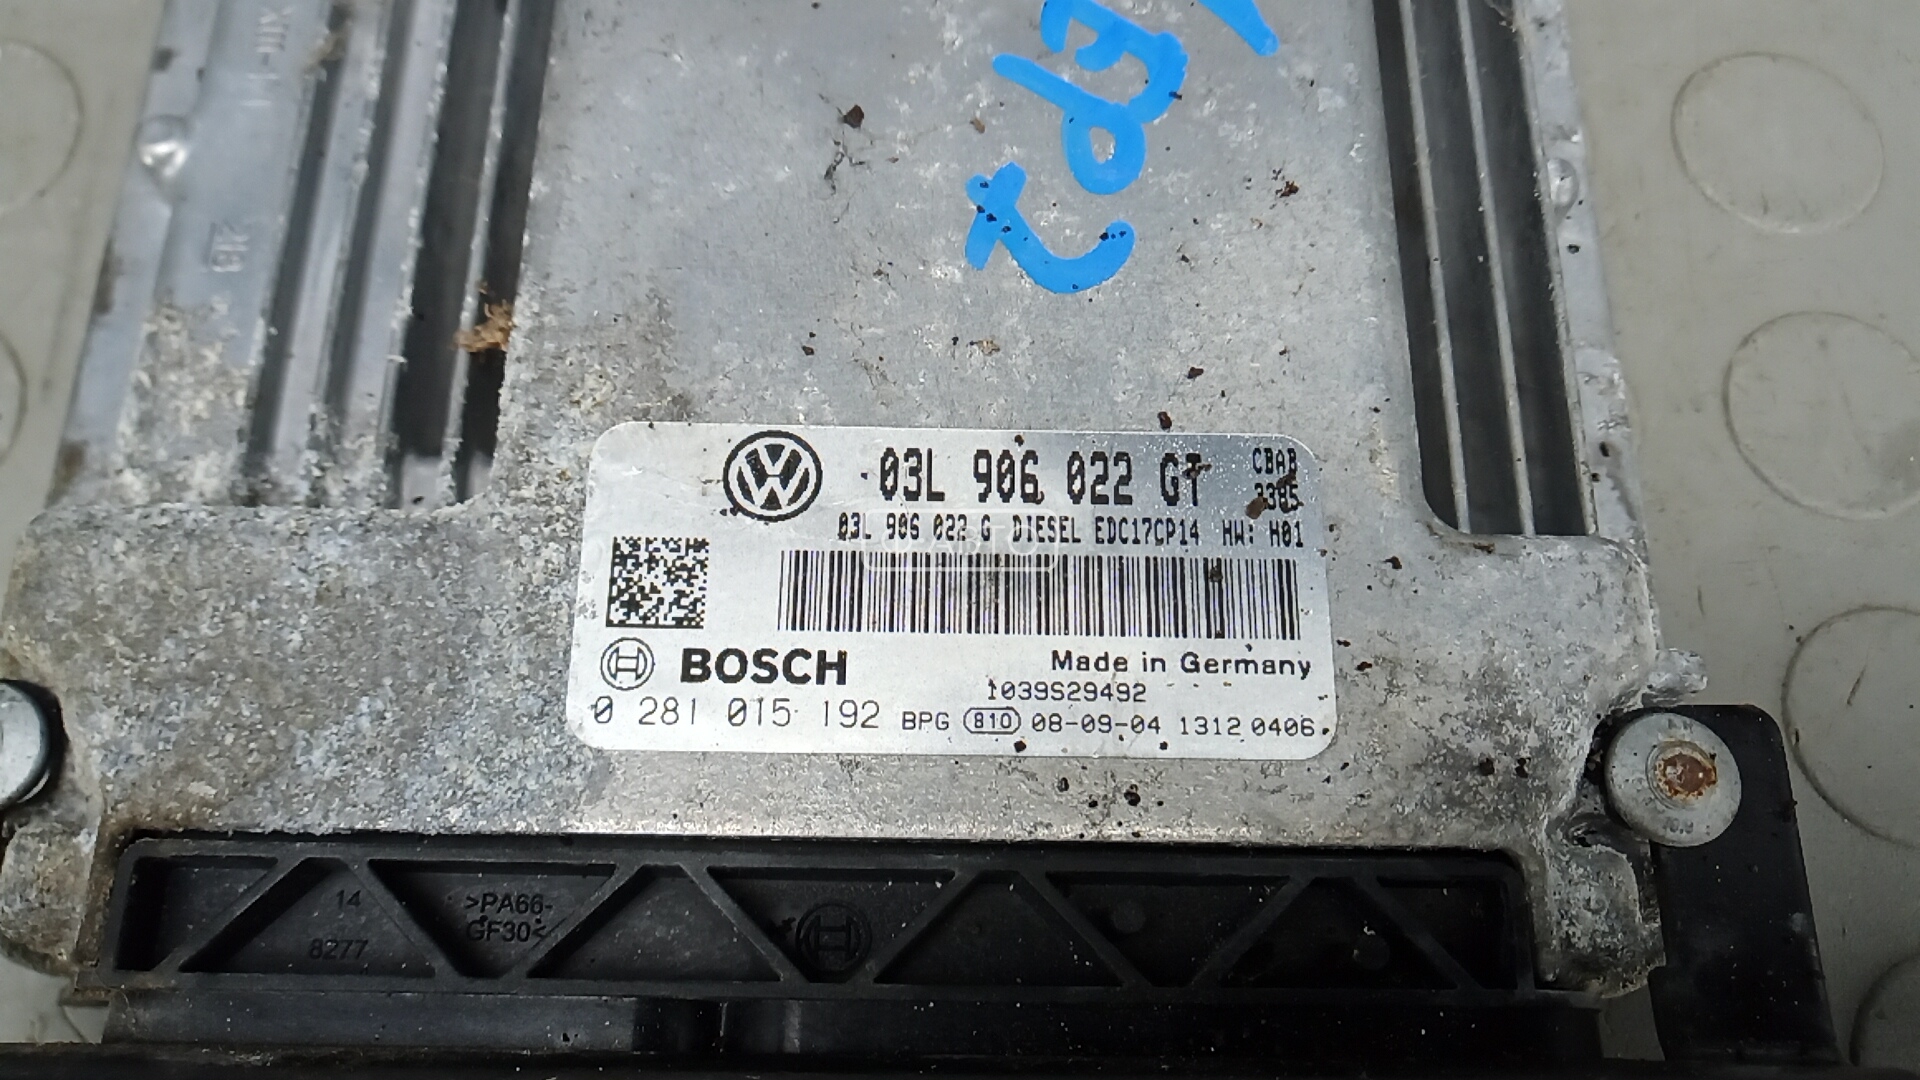 03L 906 022 GT CBAB
3385
03L 906 022 G DIESEL EDC17CP14 HW: H01
BOSCH
Made in Germany
1039S29492
0 281 015 192 BPG 810 08-09-04 1312 0406
14
8277
>PA66-
GF30<